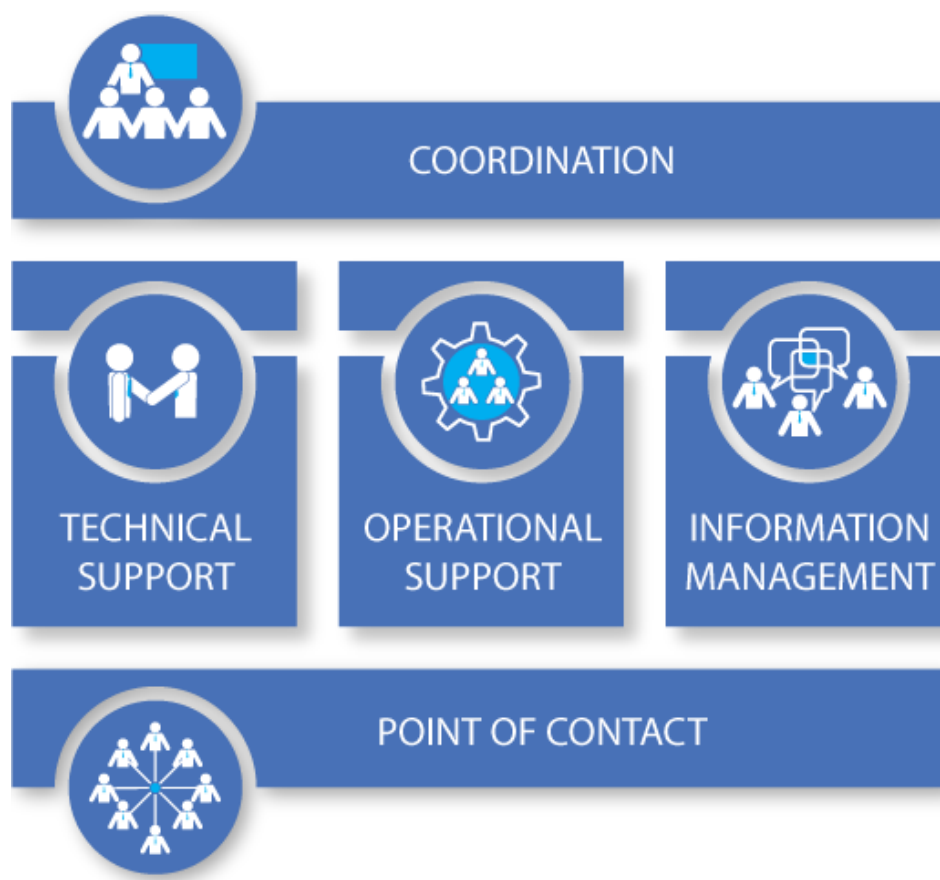 COORDINATION
TECHNICAL
SUPPORT
OPERATIONAL
SUPPORT
INFORMATION
MANAGEMENT
POINT OF CONTACT